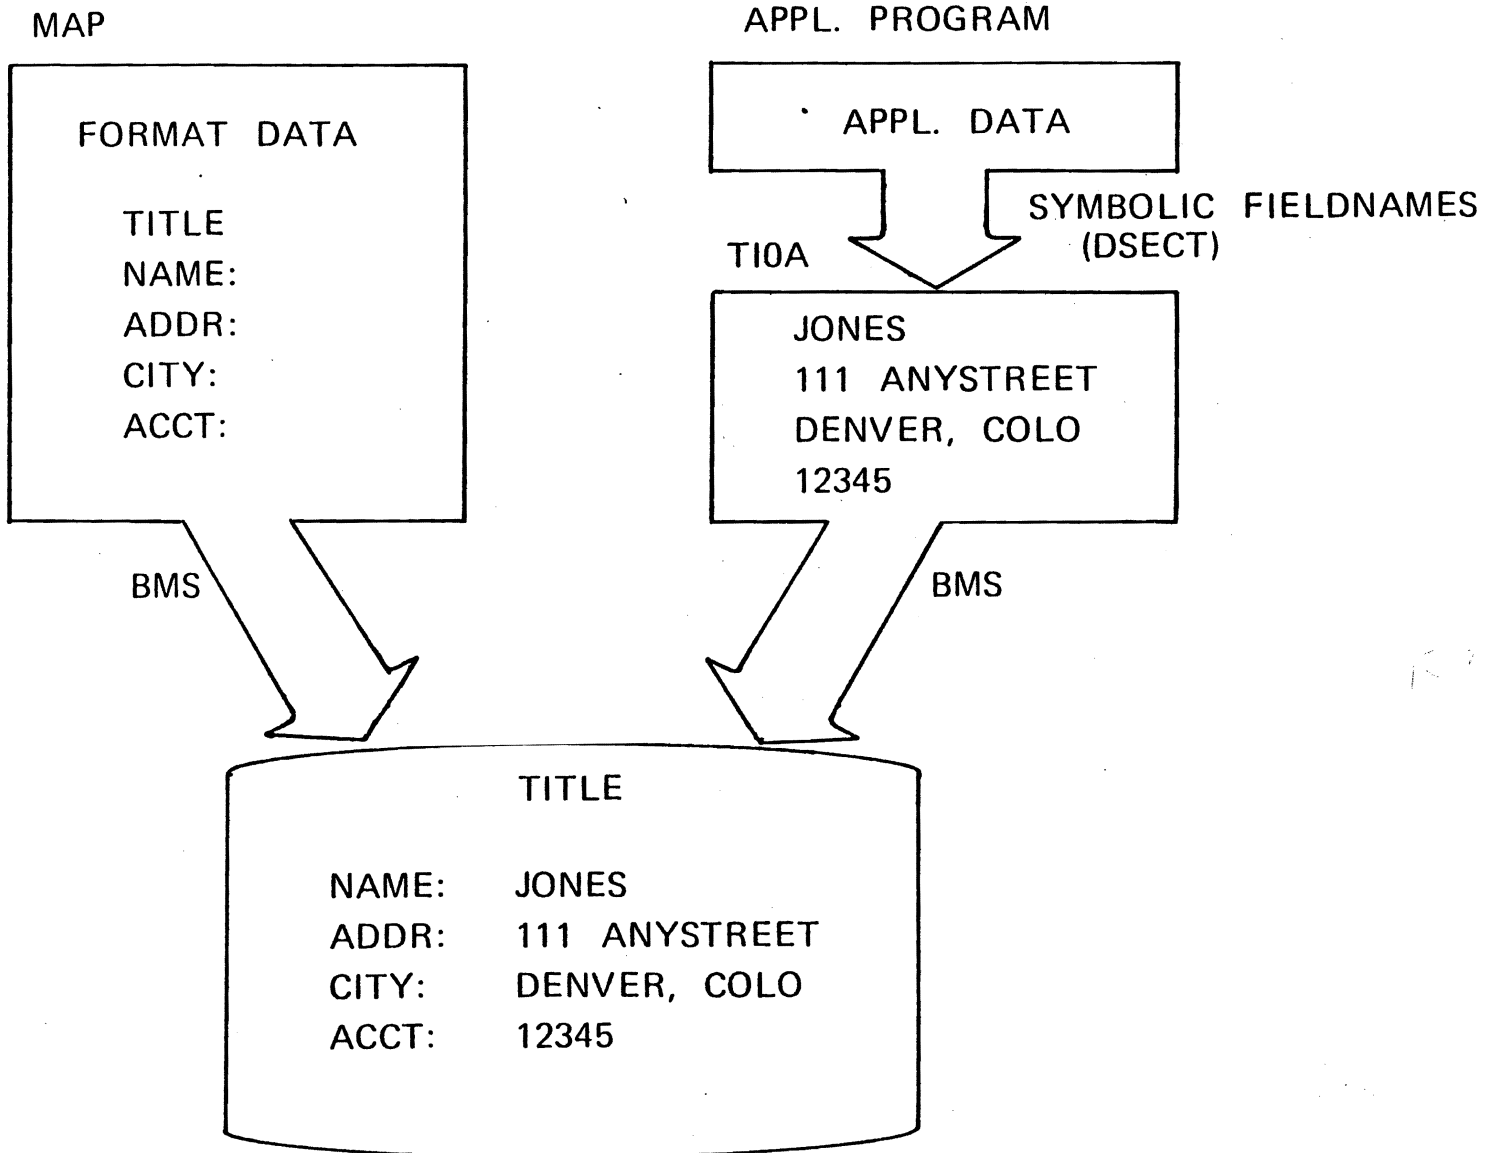 MAP
FORMAT DATA
TITLE
NAME:
ADDR:
CITY:
ACCT:
APPL. PROGRAM
APPL. DATA
SYMBOLIC FIELDNAMES
(DSECT)
TI0A
JONES
111 ANYSTREET
DENVER, COLO
12345
BMS
BMS
TITLE
NAME: JONES
ADDR: 111 ANYSTREET
CITY: DENVER, COLO
ACCT: 12345